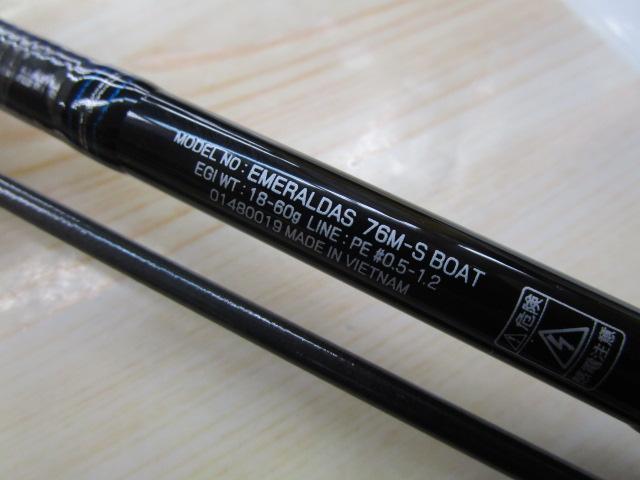 MODEL NO : EMERALDAS 76M-S BOAT
EGI WT : 18-60g LINE : PE #0.5-1.2
01480019 MADE IN VIETNAM
危険
感電注意